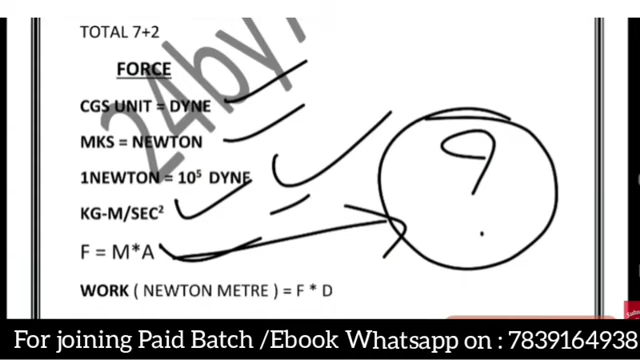 TOTAL 7+2
FORCE
CGS UNIT = DYNE
MKS = NEWTON
1NEWTON = 10⁵ DYNE
KG-M/SEC²
F = M*A
WORK ( NEWTON METRE ) = F * D
24by7
?
For joining Paid Batch /Ebook Whatsapp on : 7839164938